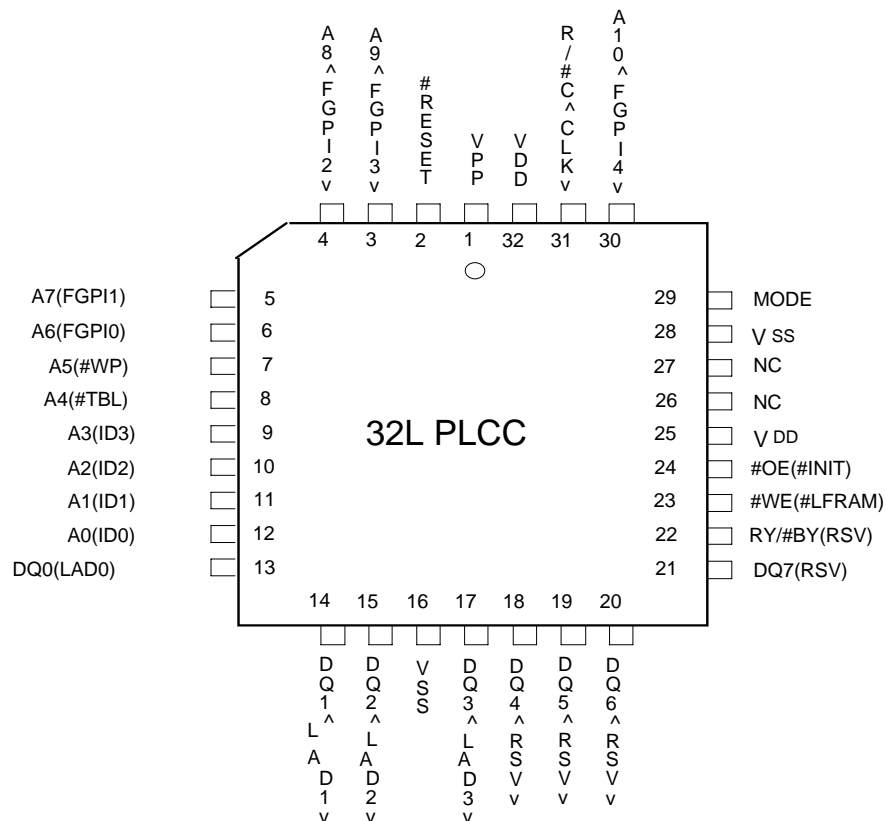 A8^FGPI2v
A9^FGPI3v
#RESET
VPP
VDD
R/#C^CLKv
A10^FGPI4v
4 3 2 1 32 31 30
A7(FGPI1) 5 29 MODE
A6(FGPI0) 6 28 VSS
A5(#WP) 7 27 NC
A4(#TBL) 8 26 NC
A3(ID3) 9 32L PLCC 25 VDD
A2(ID2) 10 24 #OE(#INIT)
A1(ID1) 11 23 #WE(#LFRAM)
A0(ID0) 12 22 RY/#BY(RSV)
DQ0(LAD0) 13 21 DQ7(RSV)
14 15 16 17 18 19 20
DQ1^LAD1v
DQ2^LAD2v
VSS
DQ3^LAD3v
DQ4^RSVv
DQ5^RSVv
DQ6^RSVv